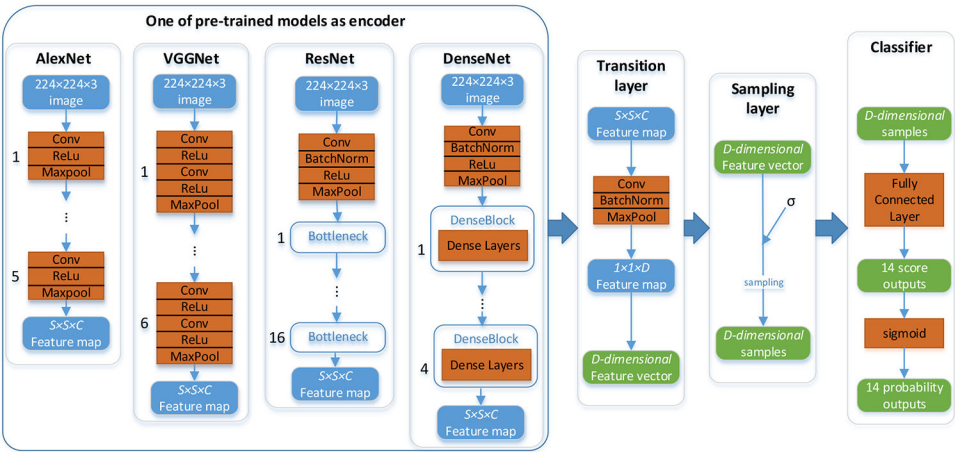 One of pre-trained models as encoder
AlexNet
224×224×3
image
1
Conv
ReLu
Maxpool
...
5
Conv
ReLu
Maxpool
S×S×C
Feature map
VGGNet
224×224×3
image
1
Conv
ReLu
Conv
ReLu
MaxPool
...
6
Conv
ReLu
Conv
ReLu
MaxPool
S×S×C
Feature map
ResNet
224×224×3
image
Conv
BatchNorm
ReLu
MaxPool
1
Bottleneck
...
16
Bottleneck
S×S×C
Feature map
DenseNet
224×224×3
image
Conv
BatchNorm
ReLu
MaxPool
DenseBlock
1
Dense Layers
...
DenseBlock
4
Dense Layers
S×S×C
Feature map
Transition
layer
S×S×C
Feature map
Conv
BatchNorm
MaxPool
1×1×D
Feature map
D-dimensional
Feature vector
Sampling
layer
D-dimensional
Feature vector
σ
sampling
D-dimensional
samples
Classifier
D-dimensional
samples
Fully
Connected
Layer
14 score
outputs
sigmoid
14 probability
outputs